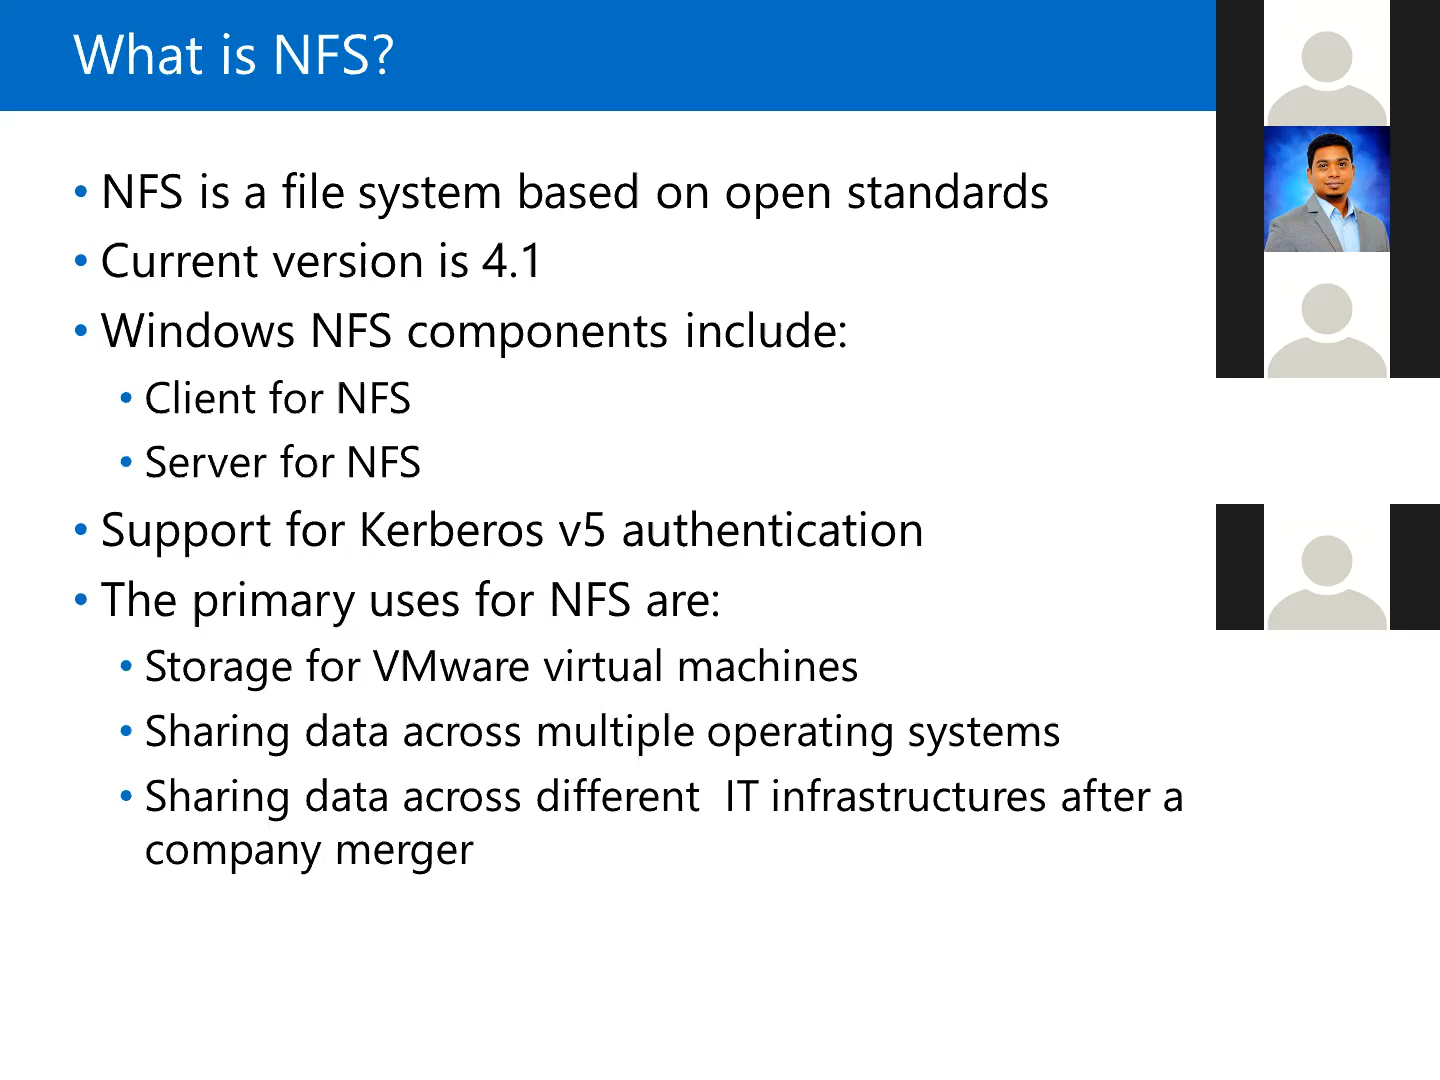 What is NFS?
• NFS is a file system based on open standards
• Current version is 4.1
• Windows NFS components include:
• Client for NFS
• Server for NFS
• Support for Kerberos v5 authentication
• The primary uses for NFS are:
• Storage for VMware virtual machines
• Sharing data across multiple operating systems
• Sharing data across different  IT infrastructures after a
company merger